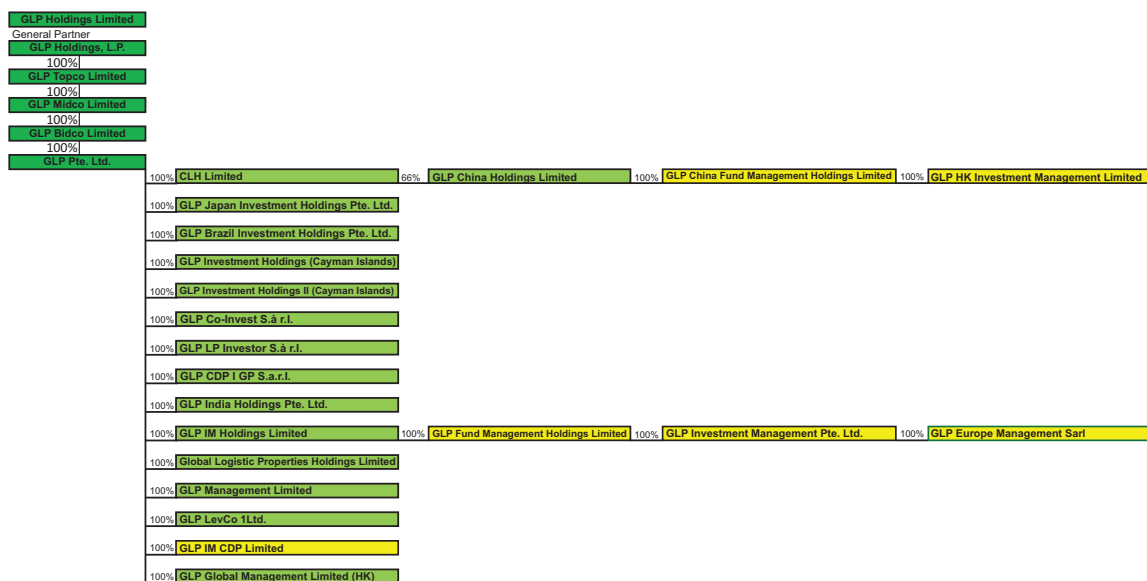 GLP Holdings Limited
General Partner
GLP Holdings, L.P.
100%
GLP Topco Limited
100%
GLP Midco Limited
100%
GLP Bidco Limited
100%
GLP Pte. Ltd.
100% CLH Limited 66% GLP China Holdings Limited 100% GLP China Fund Management Holdings Limited 100% GLP HK Investment Management Limited
100% GLP Japan Investment Holdings Pte. Ltd.
100% GLP Brazil Investment Holdings Pte. Ltd.
100% GLP Investment Holdings (Cayman Islands)
100% GLP Investment Holdings II (Cayman Islands)
100% GLP Co-Invest S.à r.l.
100% GLP LP Investor S.à r.l.
100% GLP CDP I GP S.a.r.l.
100% GLP India Holdings Pte. Ltd.
100% GLP IM Holdings Limited 100% GLP Fund Management Holdings Limited 100% GLP Investment Management Pte. Ltd. 100% GLP Europe Management Sarl
100% Global Logistic Properties Holdings Limited
100% GLP Management Limited
100% GLP LevCo 1Ltd.
100% GLP IM CDP Limited
100% GLP Global Management Limited (HK)